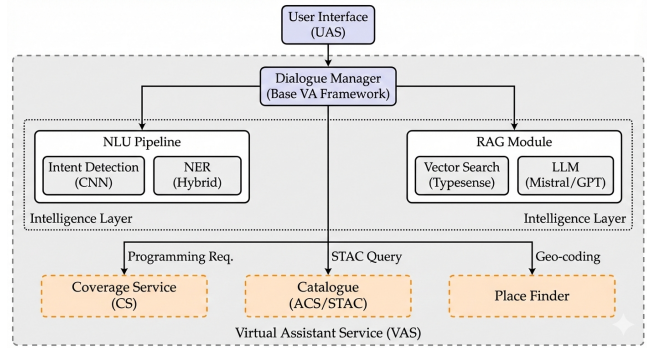 User Interface
(UAS)
Dialogue Manager
(Base VA Framework)
NLU Pipeline
Intent Detection
(CNN)
NER
(Hybrid)
RAG Module
Vector Search
(Typesense)
LLM
(Mistral/GPT)
Intelligence Layer
Intelligence Layer
Programming Req.
STAC Query
Geo-coding
Coverage Service
(CS)
Catalogue
(ACS/STAC)
Place Finder
Virtual Assistant Service (VAS)